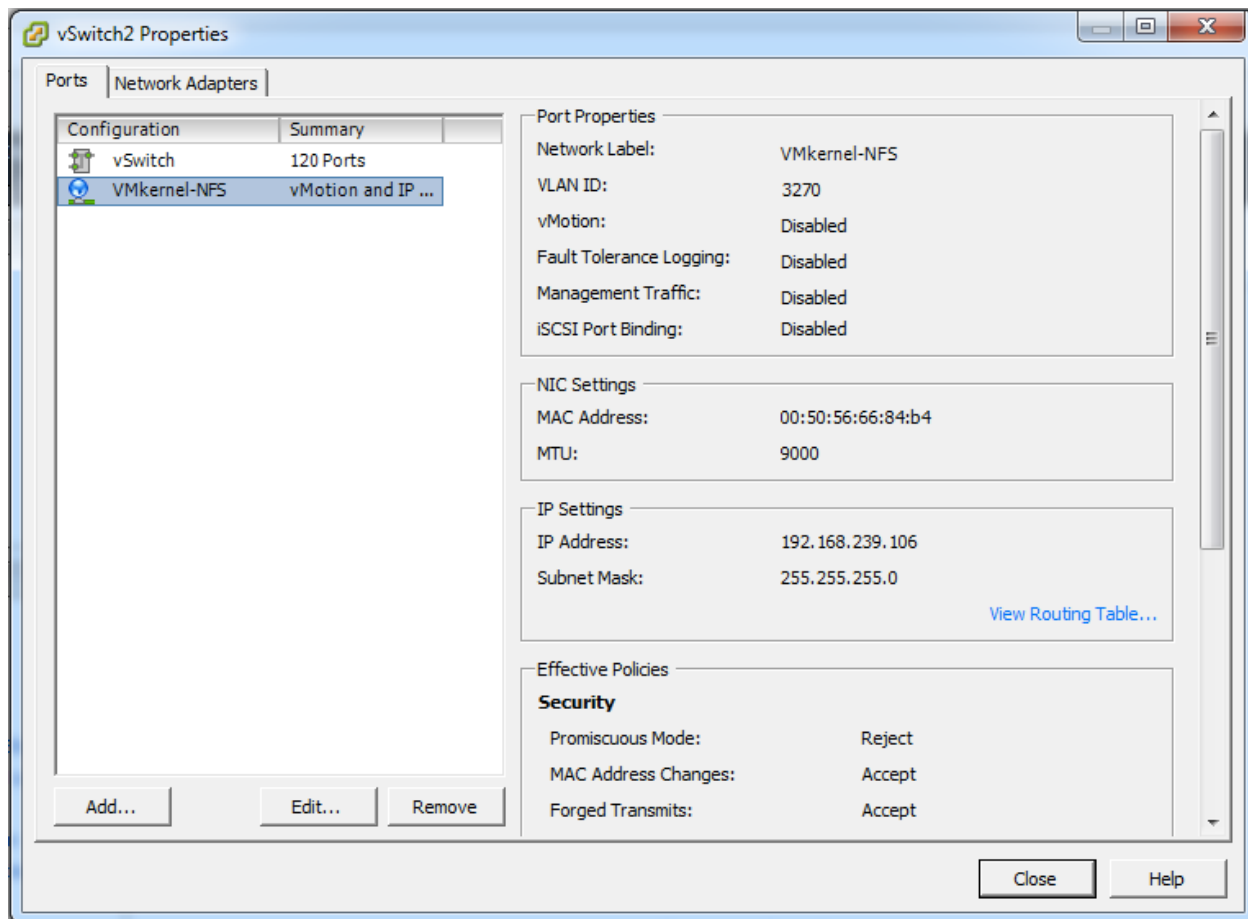 vSwitch2 Properties
Ports Network Adapters
Configuration Summary
vSwitch 120 Ports
VMkernel-NFS vMotion and IP ...
Add... Edit... Remove
Port Properties
Network Label: VMkernel-NFS
VLAN ID: 3270
vMotion: Disabled
Fault Tolerance Logging: Disabled
Management Traffic: Disabled
iSCSI Port Binding: Disabled
NIC Settings
MAC Address: 00:50:56:66:84:b4
MTU: 9000
IP Settings
IP Address: 192.168.239.106
Subnet Mask: 255.255.255.0
View Routing Table...
Effective Policies
Security
Promiscuous Mode: Reject
MAC Address Changes: Accept
Forged Transmits: Accept
Close Help